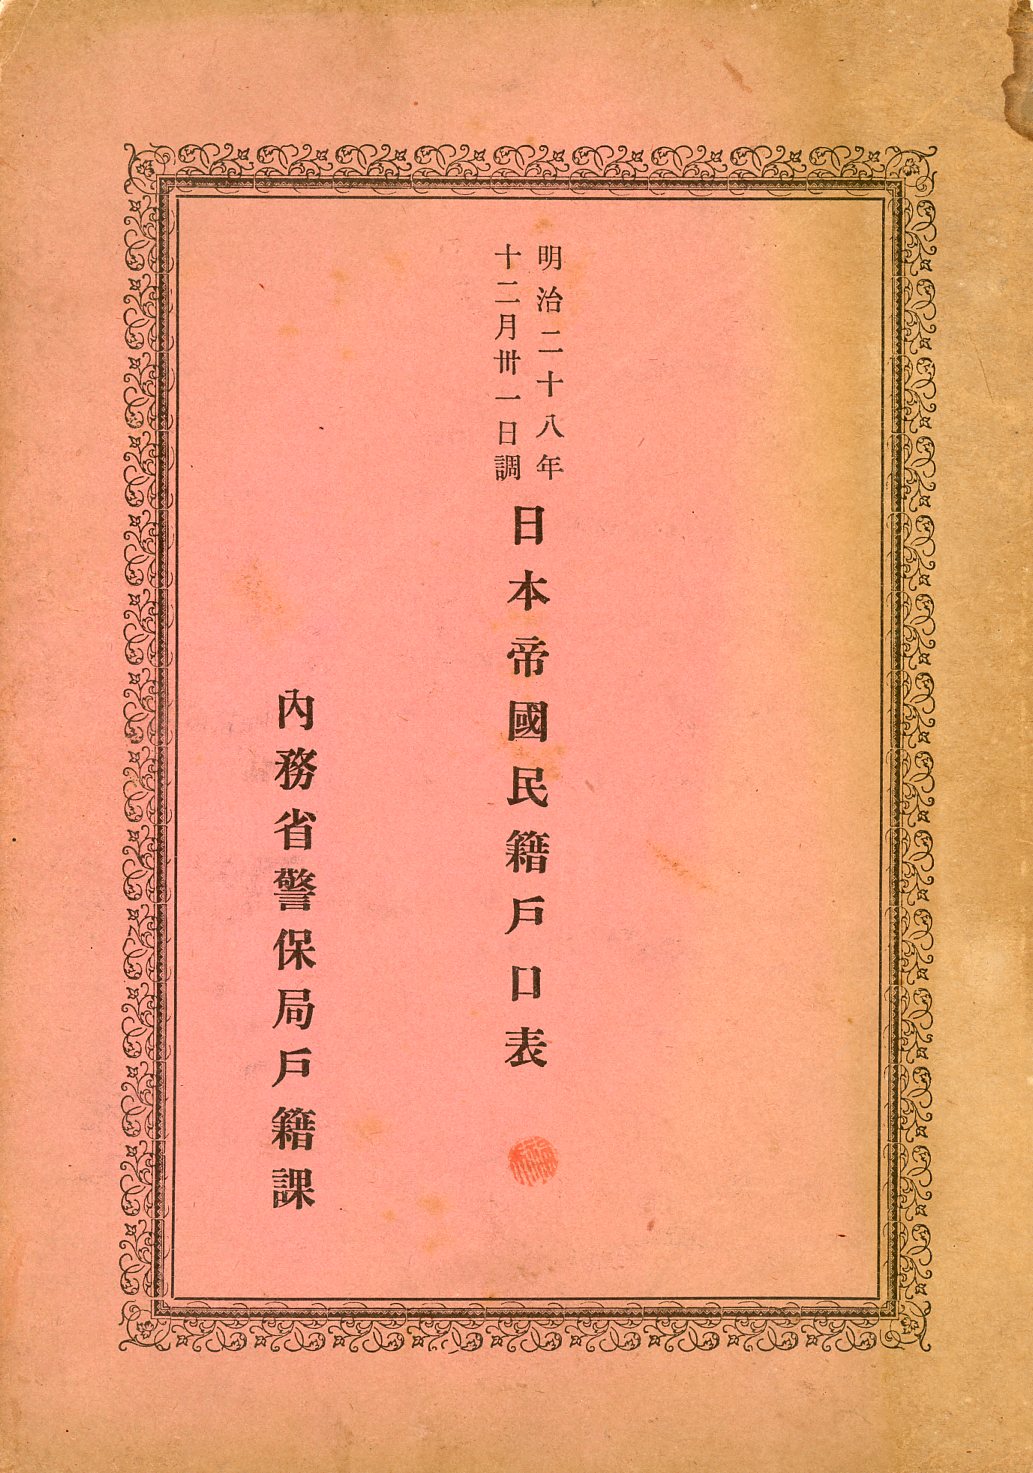 明治二十八年
十二月卅一日調
日本帝國民籍戶口表
內務省警保局戶籍課